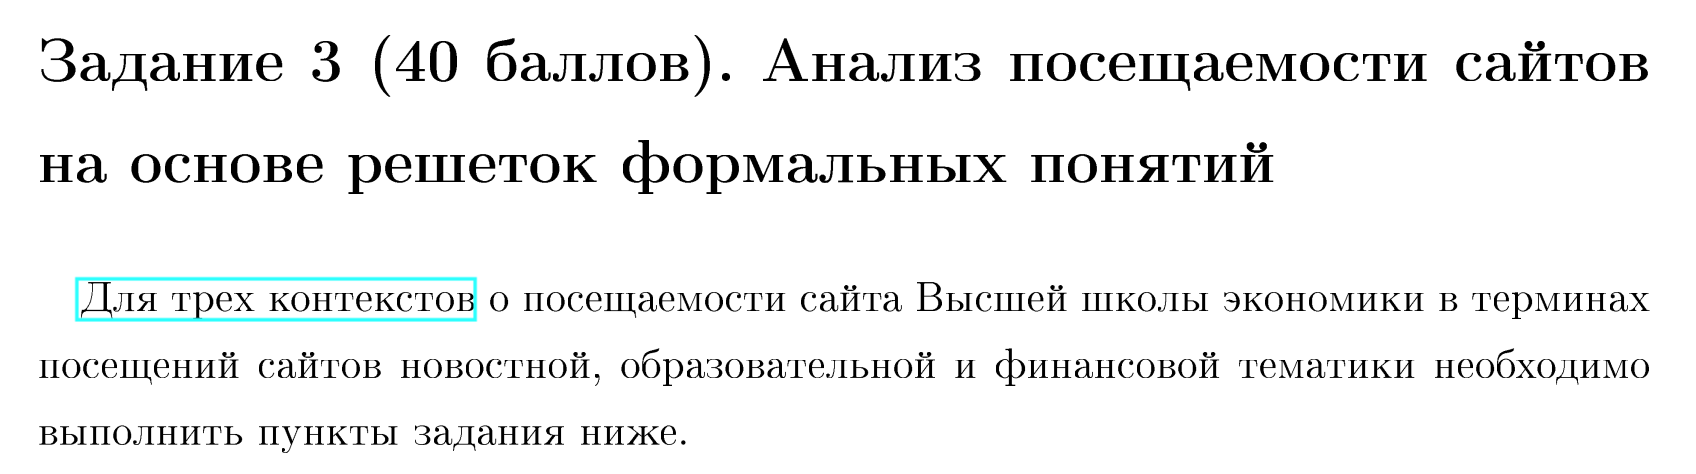 Задание 3 (40 баллов). Анализ посещаемости сайтов
на основе решеток формальных понятий
Для трех контекстов о посещаемости сайта Высшей школы экономики в терминах
посещений сайтов новостной, образовательной и финансовой тематики необходимо
выполнить пункты задания ниже.